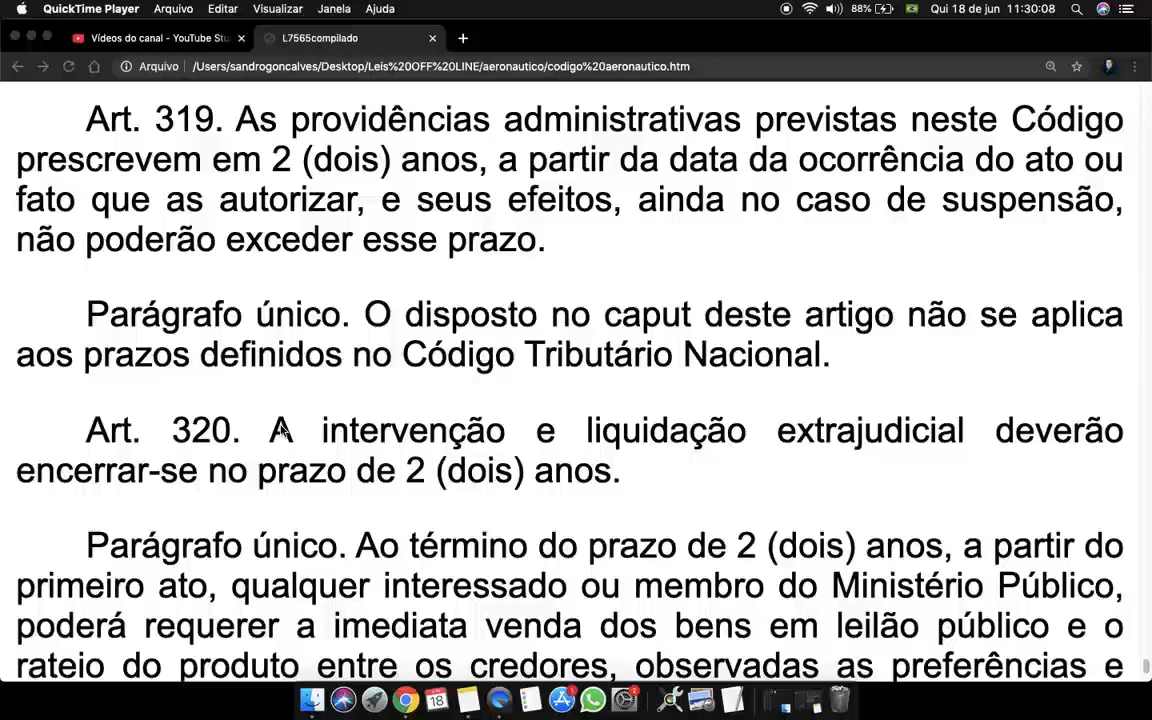 QuickTime Player Arquivo Editar Visualizar Janela Ajuda 88% Qui 18 de jun 11:30:08
Vídeos do canal - YouTube Stu L7565compilado
Arquivo /Users/sandrogoncalves/Desktop/Leis%20OFF%20LINE/aeronautico/codigo%20aeronautico.htm
Art. 319. As providências administrativas previstas neste Código
prescrevem em 2 (dois) anos, a partir da data da ocorrência do ato ou
fato que as autorizar, e seus efeitos, ainda no caso de suspensão,
não poderão exceder esse prazo.
Parágrafo único. O disposto no caput deste artigo não se aplica
aos prazos definidos no Código Tributário Nacional.
Art. 320. A intervenção e liquidação extrajudicial deverão
encerrar-se no prazo de 2 (dois) anos.
Parágrafo único. Ao término do prazo de 2 (dois) anos, a partir do
primeiro ato, qualquer interessado ou membro do Ministério Público,
poderá requerer a imediata venda dos bens em leilão público e o
rateio do produto entre os credores, observadas as preferências e
18